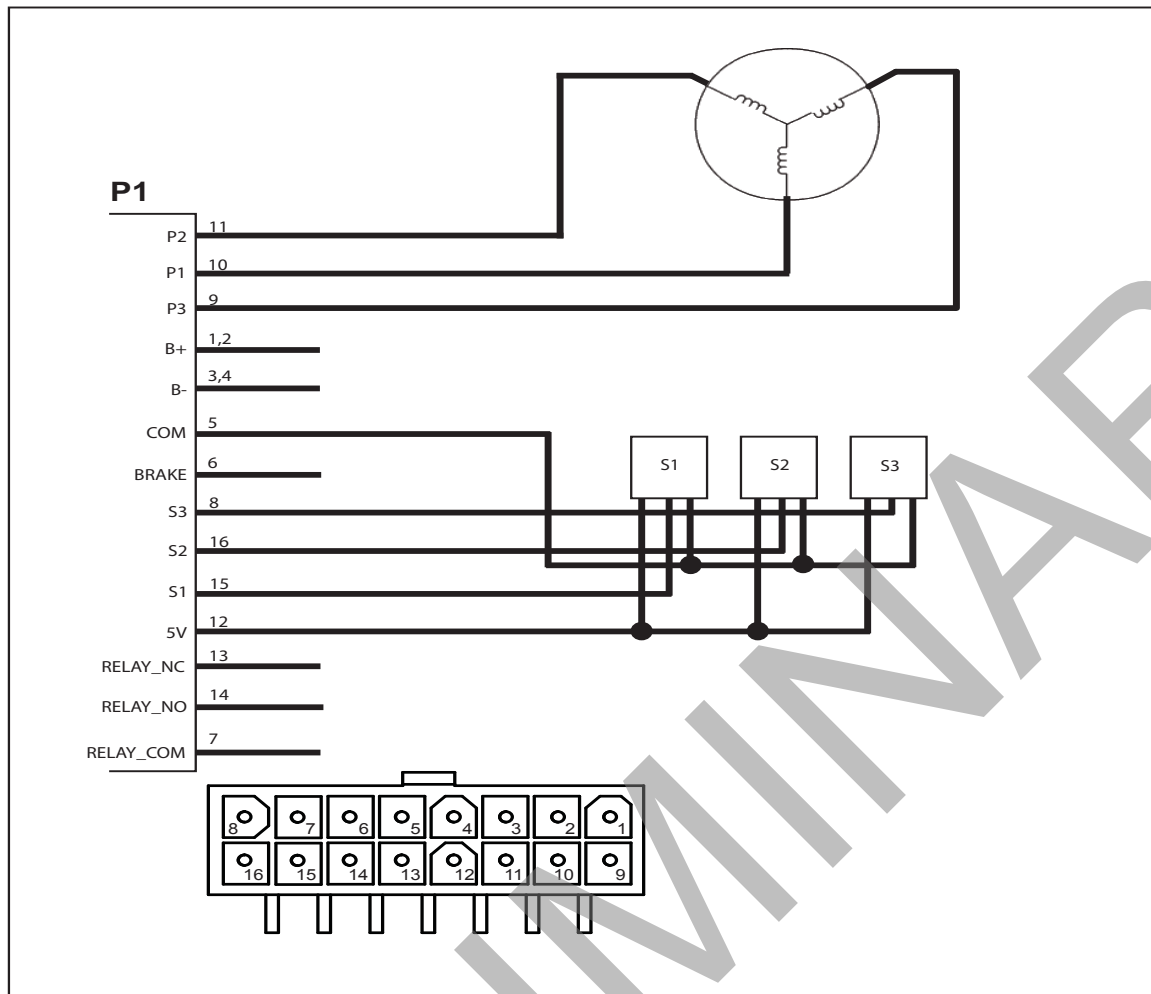 P1
P2 11
P1 10
P3 9
B+ 1,2
B- 3,4
COM 5
BRAKE 6
S3 8
S2 16
S1 15
5V 12
RELAY_NC 13
RELAY_NO 14
RELAY_COM 7
S1 S2 S3
8 7 6 5 4 3 2 1
16 15 14 13 12 11 10 9
MINAR